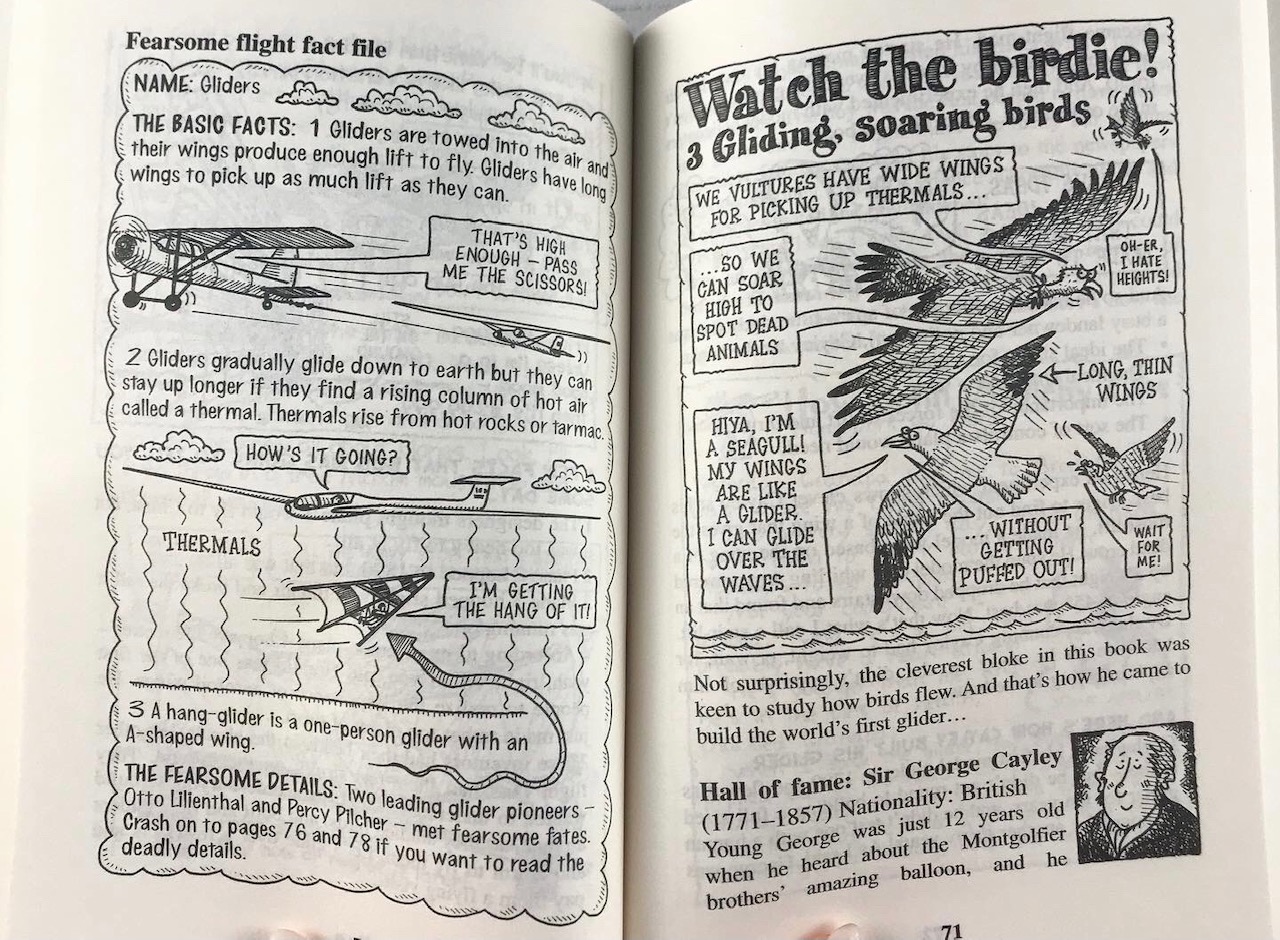 Fearsome flight fact file
NAME: Gliders
THE BASIC FACTS: 1 Gliders are towed into the air and
their wings produce enough lift to fly. Gliders have long
wings to pick up as much lift as they can.
THAT'S HIGH
ENOUGH – PASS
ME THE SCISSORS!
2 Gliders gradually glide down to earth but they can
stay up longer if they find a rising column of hot air
called a thermal. Thermals rise from hot rocks or tarmac.
HOW'S IT GOING?
THERMALS
I'M GETTING
THE HANG OF IT!
3 A hang-glider is a one-person glider with an
A-shaped wing.
THE FEARSOME DETAILS: Two leading glider pioneers –
Otto Lilienthal and Percy Pilcher – met fearsome fates.
Crash on to pages 76 and 78 if you want to read the
deadly details.
Watch the birdie!
3 Gliding, soaring birds
WE VULTURES HAVE WIDE WINGS
FOR PICKING UP THERMALS...
OH-ER,
I HATE
HEIGHTS!
...SO WE
CAN SOAR
HIGH TO
SPOT DEAD
ANIMALS
LONG, THIN
WINGS
HIYA, I'M
A SEAGULL!
MY WINGS
ARE LIKE
A GLIDER.
I CAN GLIDE
OVER THE
WAVES...
...WITHOUT
GETTING
PUFFED OUT!
WAIT
FOR
ME!
Not surprisingly, the cleverest bloke in this book was
keen to study how birds flew. And that's how he came to
build the world's first glider...
Hall of fame: Sir George Cayley
(1771–1857) Nationality: British
Young George was just 12 years old
when he heard about the Montgolfier
brothers' amazing balloon, and he
71